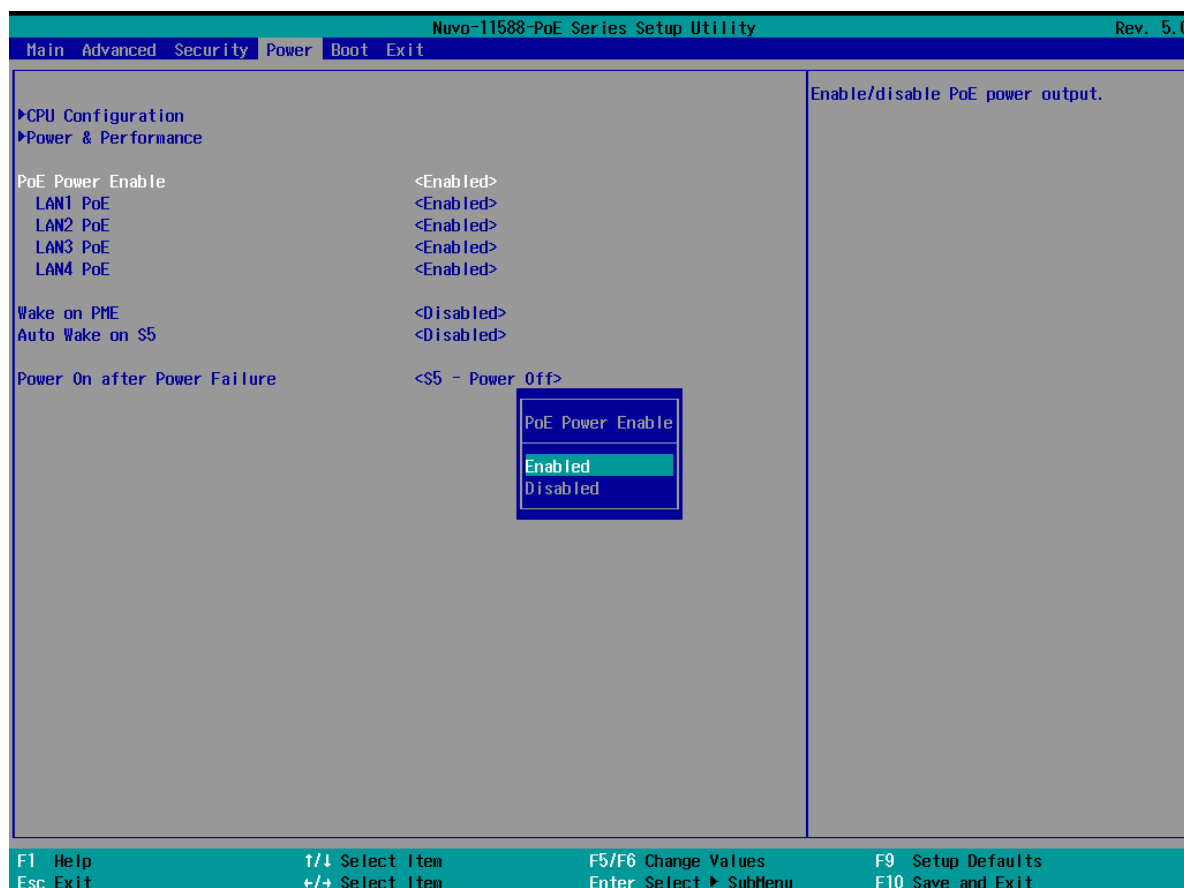 Nuvo-11588-PoE Series Setup Utility Rev. 5.0
Main Advanced Security Power Boot Exit
Enable/disable PoE power output.
▶CPU Configuration
▶Power & Performance
PoE Power Enable <Enabled>
LAN1 PoE <Enabled>
LAN2 PoE <Enabled>
LAN3 PoE <Enabled>
LAN4 PoE <Enabled>
Wake on PME <Disabled>
Auto Wake on S5 <Disabled>
Power On after Power Failure <S5 - Power Off>
PoE Power Enable
Enabled
Disabled
F1 Help ↑/↓ Select Item F5/F6 Change Values F9 Setup Defaults
Esc Exit ←/→ Select Item Enter Select ▶ SubMenu F10 Save and Exit